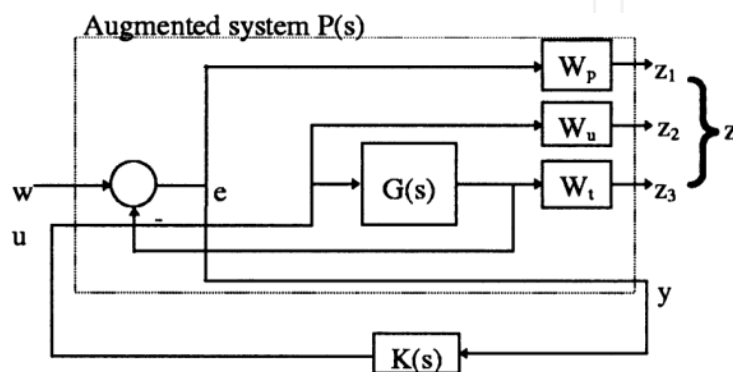 Augmented system P(s)
W_p
z_1
W_u
z_2
z
w
e
G(s)
W_t
z_3
-
u
y
K(s)